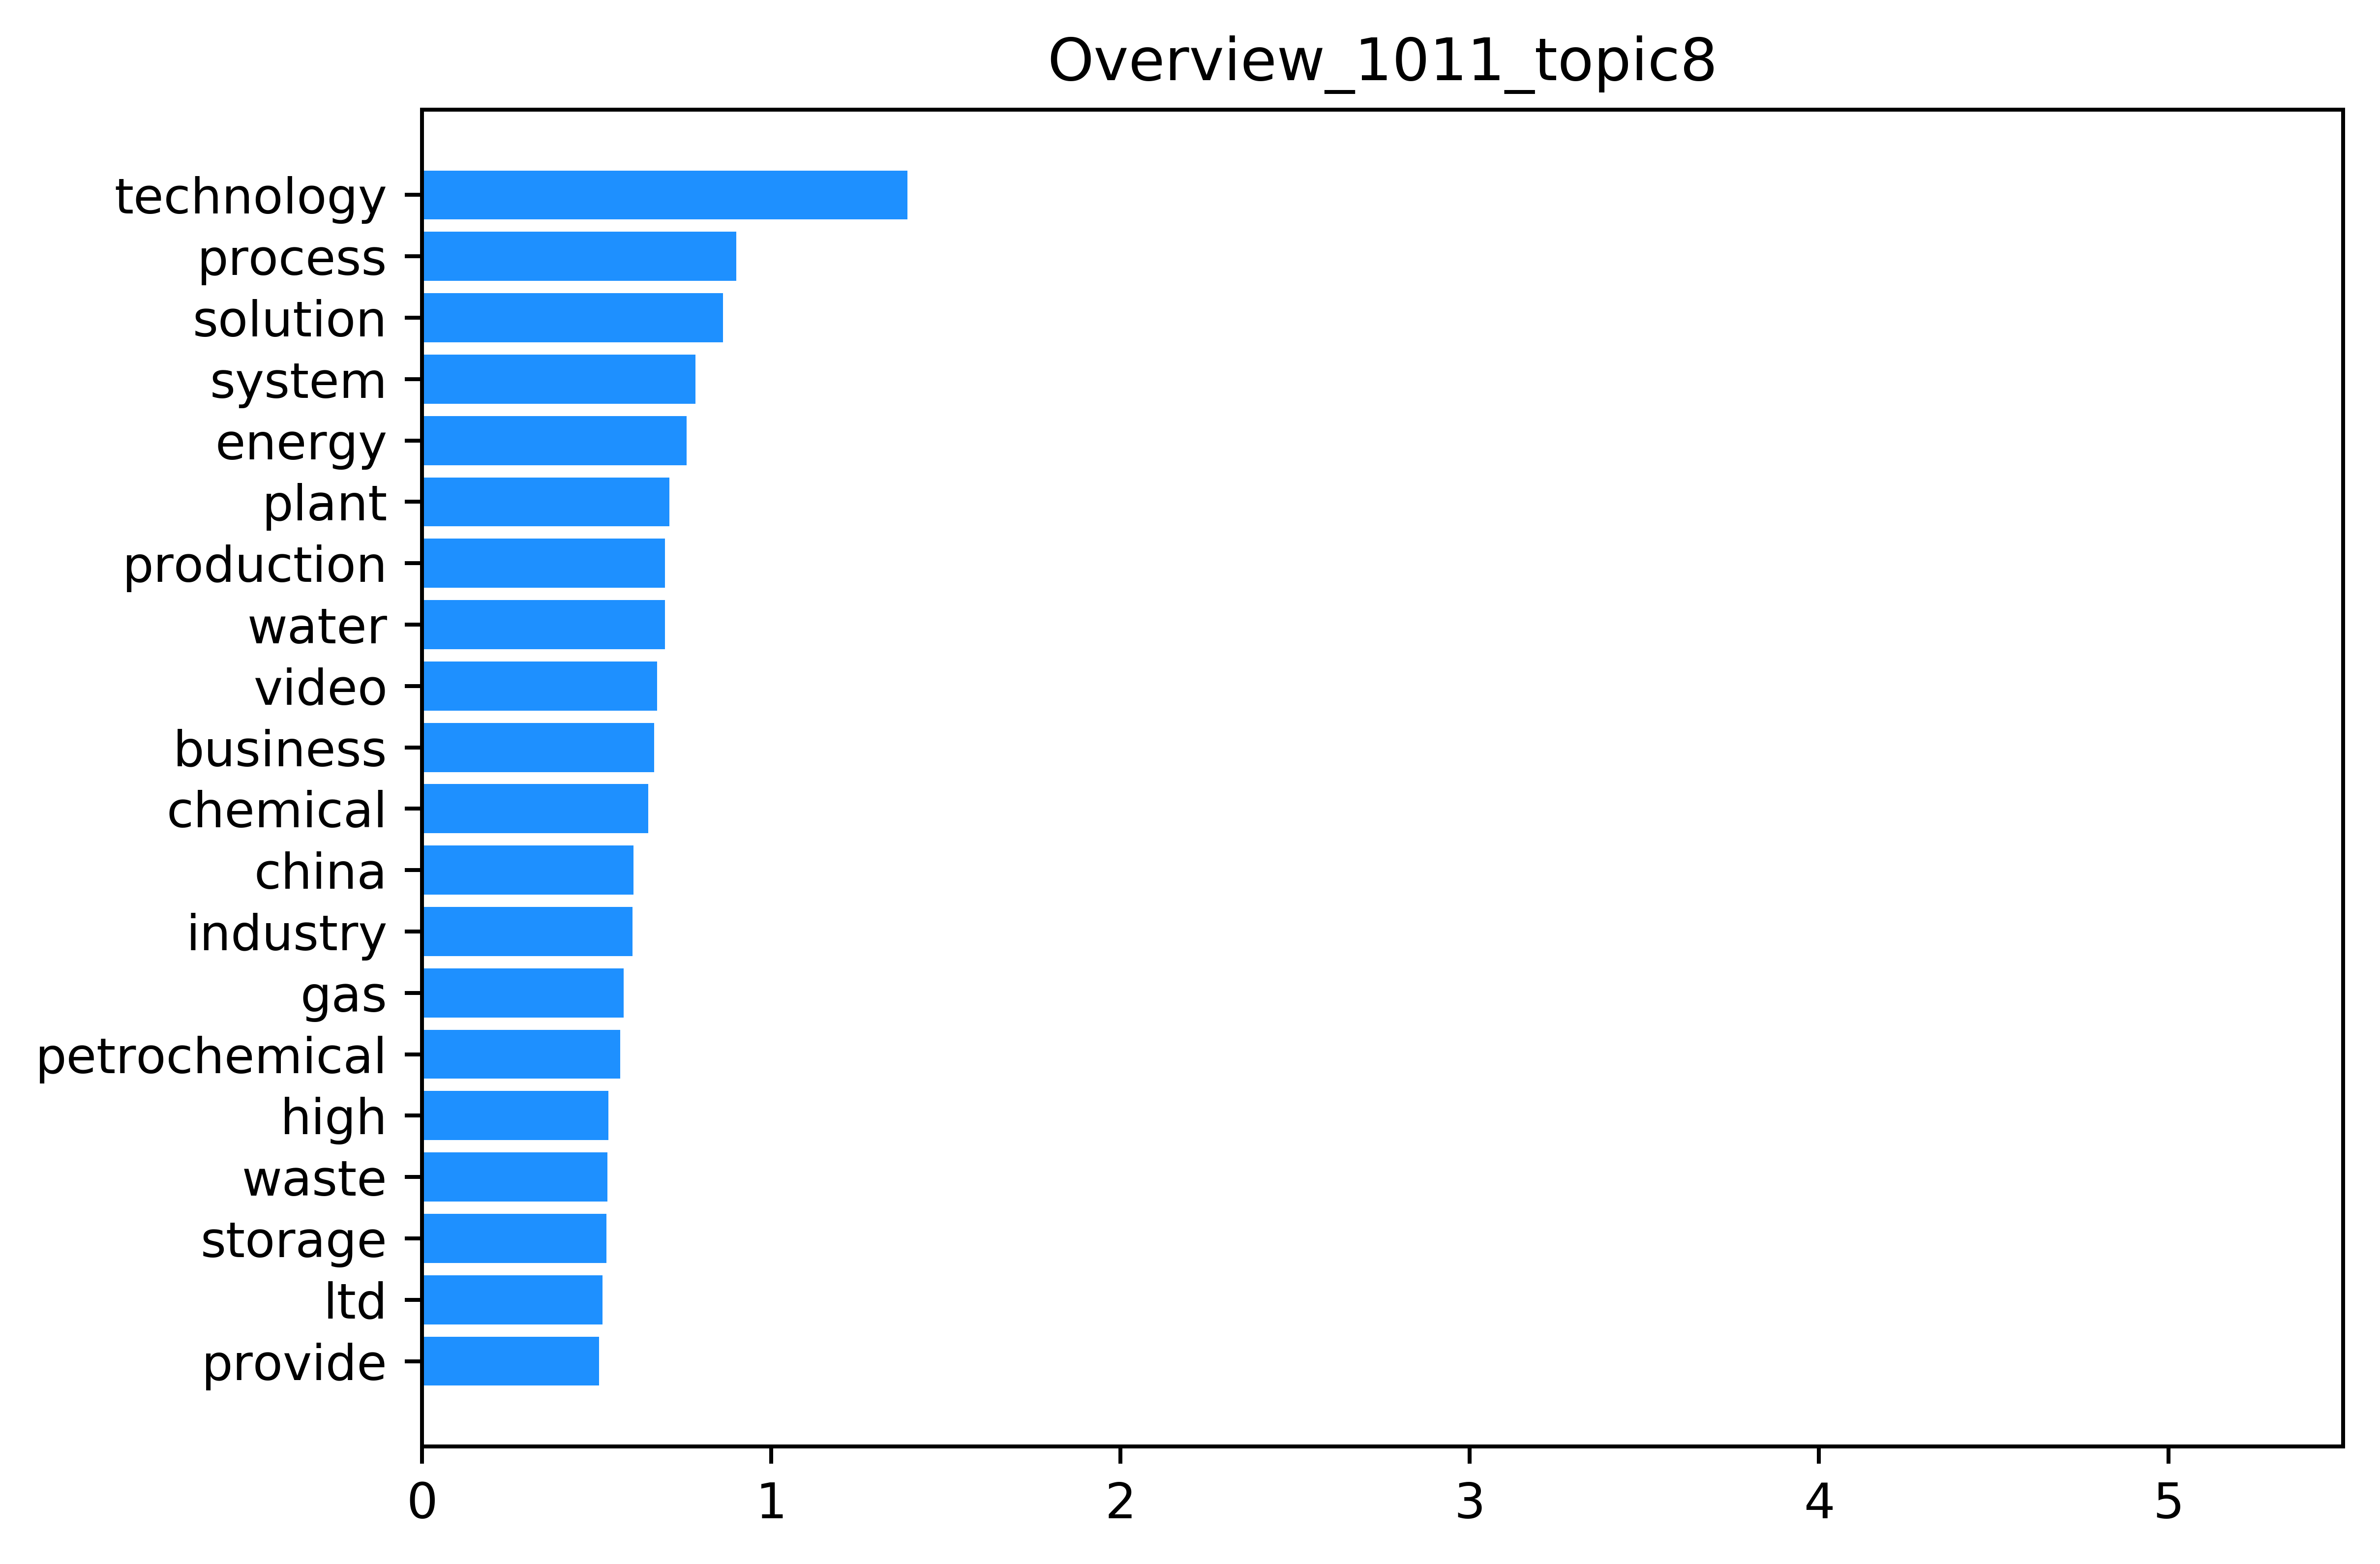 Overview_1011_topic8
technology
process
solution
system
energy
plant
production
water
video
business
chemical
china
industry
gas
petrochemical
high
waste
storage
ltd
provide
0 1 2 3 4 5